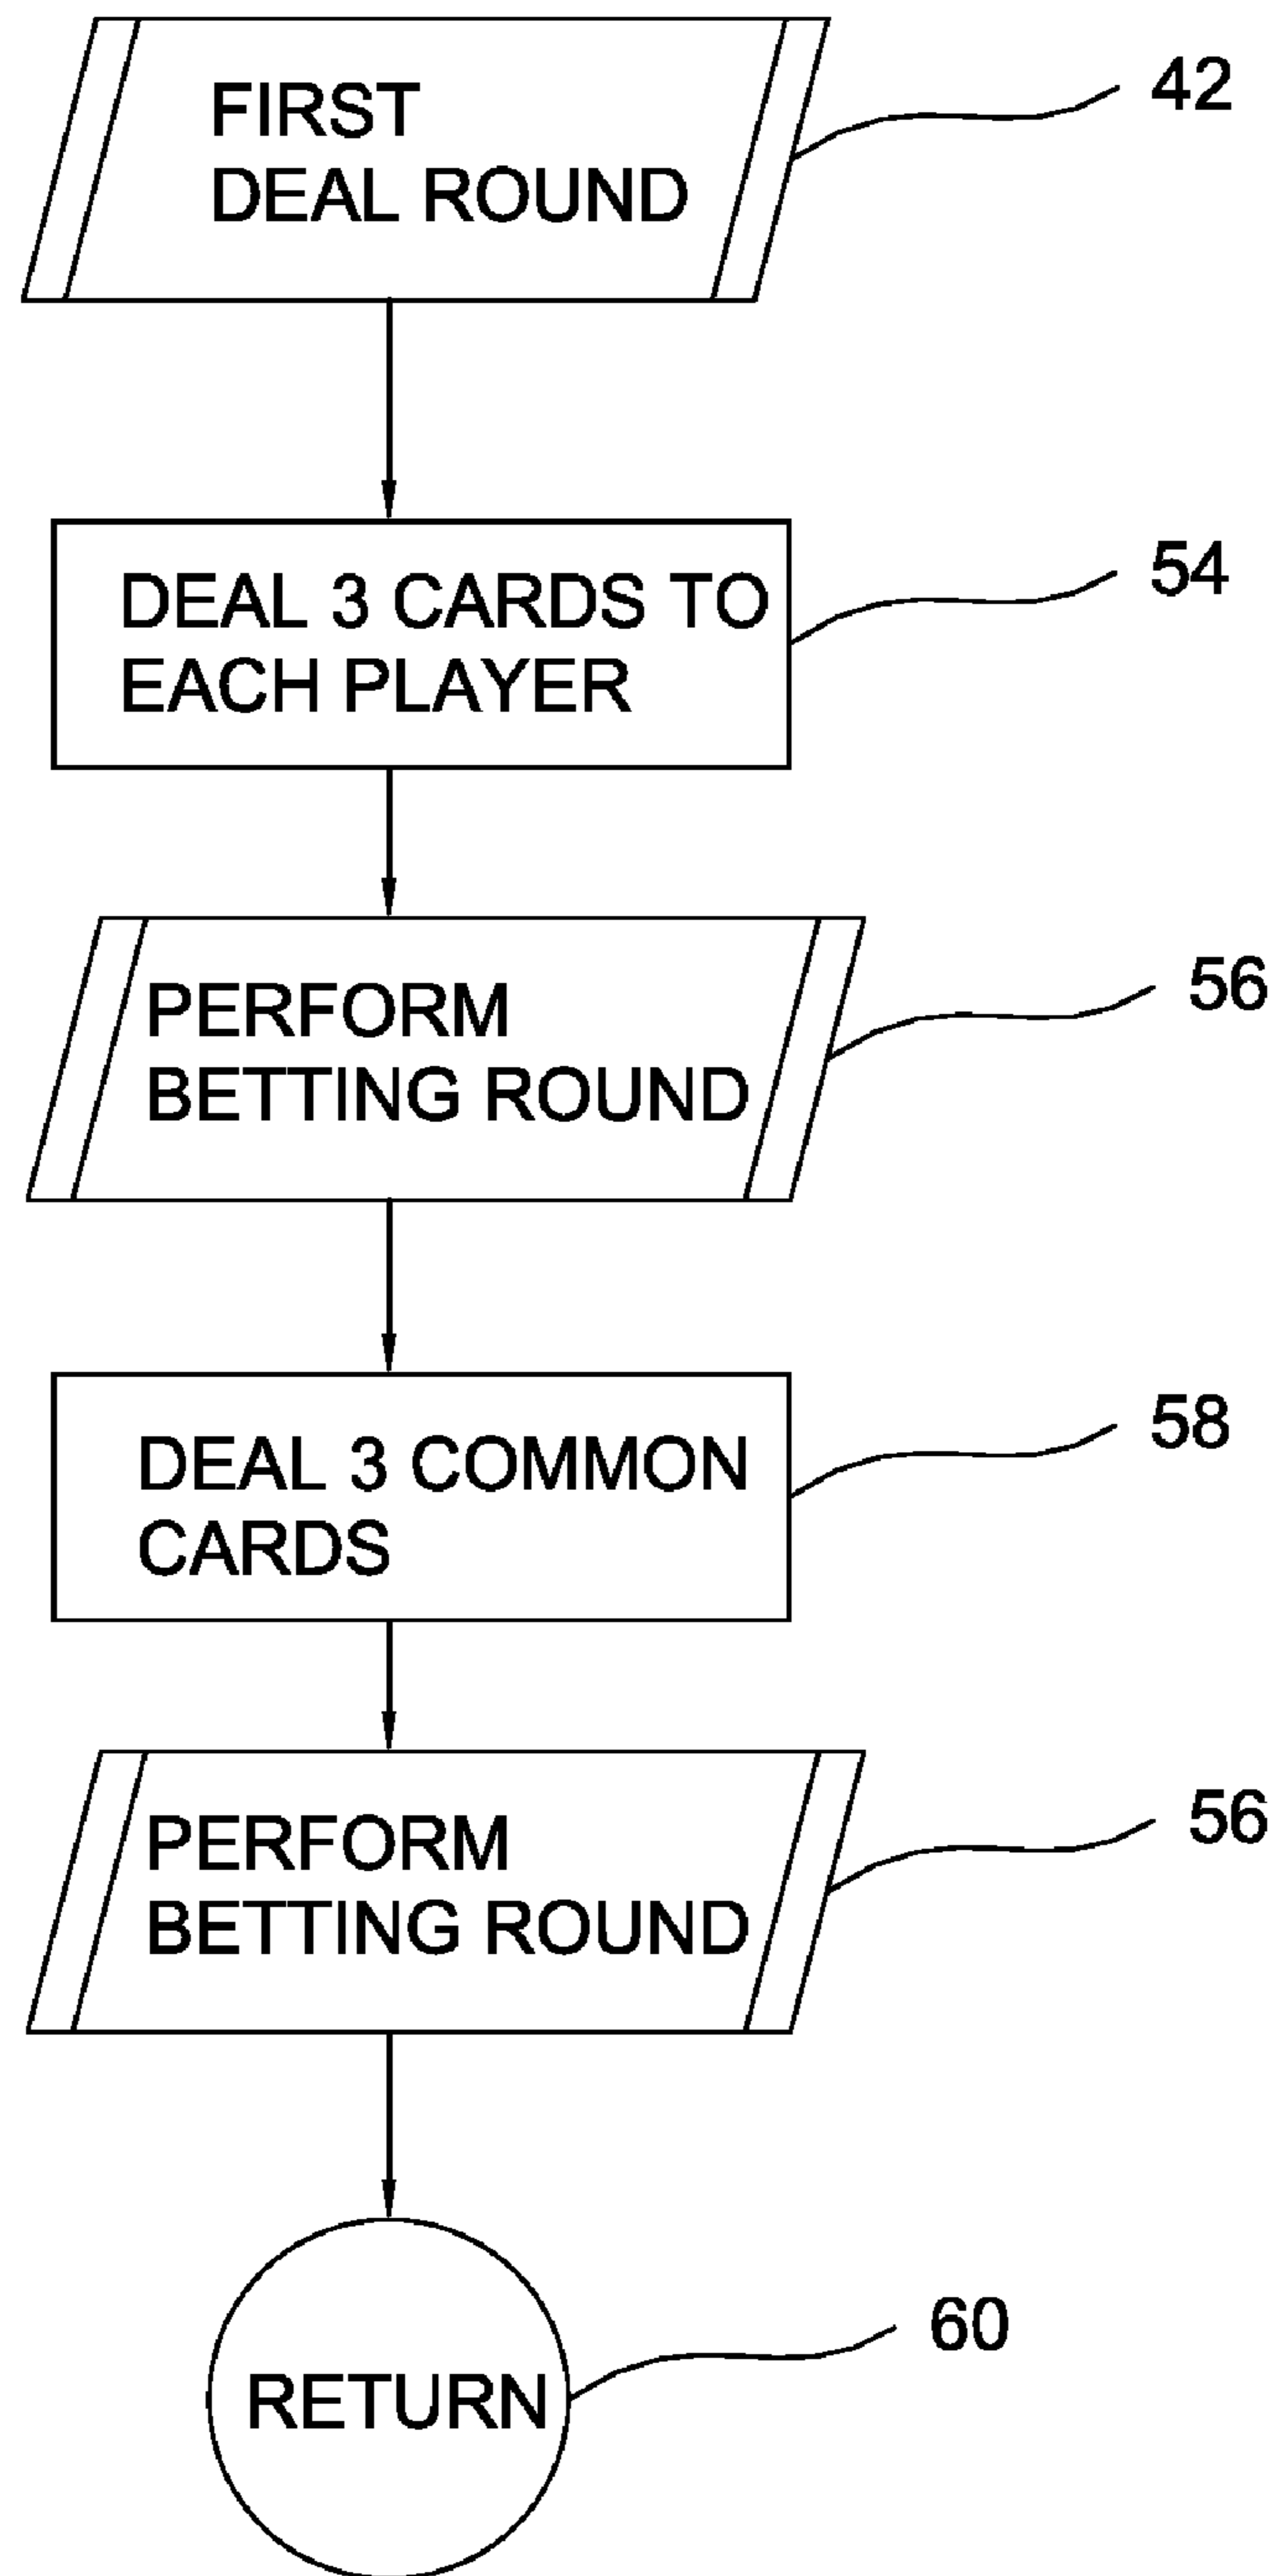 FIRST
DEAL ROUND
42
DEAL 3 CARDS TO
EACH PLAYER
54
PERFORM
BETTING ROUND
56
DEAL 3 COMMON
CARDS
58
PERFORM
BETTING ROUND
56
RETURN
60